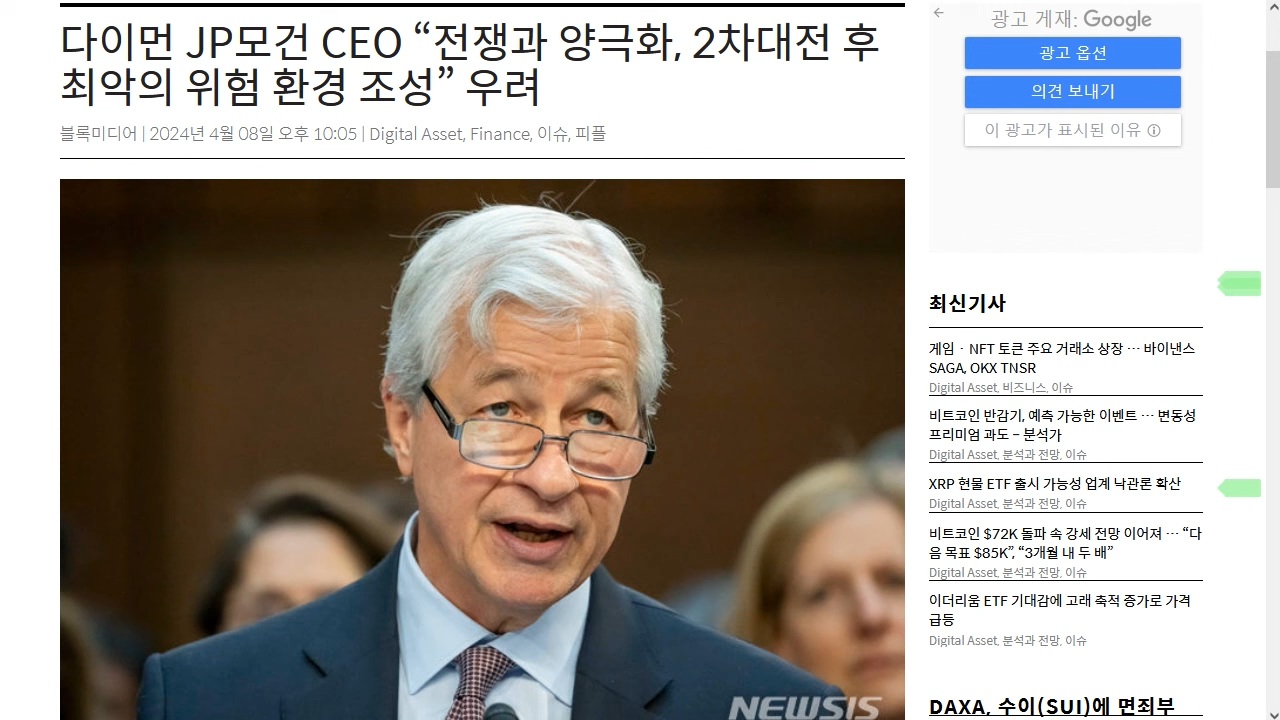 다이먼 JP모건 CEO “전쟁과 양극화, 2차대전 후
최악의 위험 환경 조성” 우려
블록미디어 | 2024년 4월 08일 오후 10:05 | Digital Asset, Finance, 이슈, 피플
NEWSIS
광고 게재: Google
광고 옵션
의견 보내기
이 광고가 표시된 이유
최신기사
게임 · NFT 토큰 주요 거래소 상장 … 바이낸스
SAGA, OKX TNSR
Digital Asset, 비즈니스, 이슈
비트코인 반감기, 예측 가능한 이벤트 … 변동성
프리미엄 과도 – 분석가
Digital Asset, 분석과 전망, 이슈
XRP 현물 ETF 출시 가능성 업계 낙관론 확산
Digital Asset, 분석과 전망, 이슈
비트코인 $72K 돌파 속 강세 전망 이어져 … “다
음 목표 $85K”, “3개월 내 두 배”
Digital Asset, 분석과 전망, 이슈
이더리움 ETF 기대감에 고래 축적 증가로 가격
급등
Digital Asset, 분석과 전망, 이슈
DAXA, 수이(SUI)에 면죄부